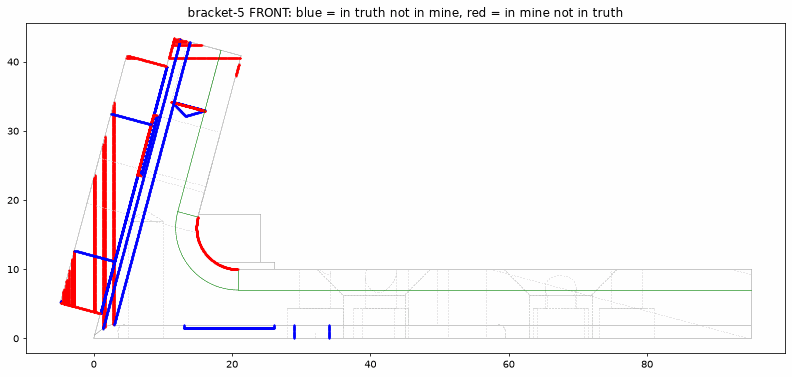 bracket-5 FRONT: blue = in truth not in mine, red = in mine not in truth
40
30
20
10
0
0 20 40 60 80